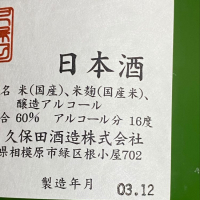 日本酒
名 米(国産)、米麹(国産米)、
醸造アルコール
合 60% アルコール分 16度
久保田酒造株式会社
県相模原市緑区根小屋702
製造年月 03.12